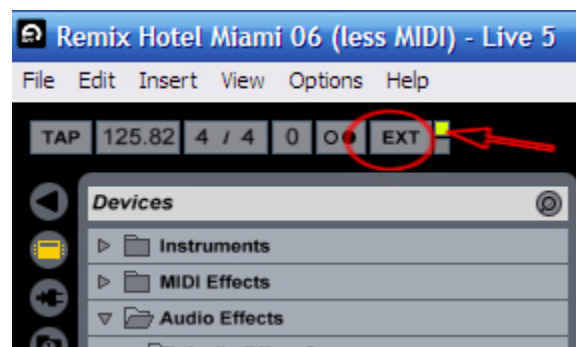 Remix Hotel Miami 06 (less MIDI) - Live 5
File Edit Insert View Options Help
TAP 125.82 4 / 4 0 EXT
Devices
Instruments
MIDI Effects
Audio Effects